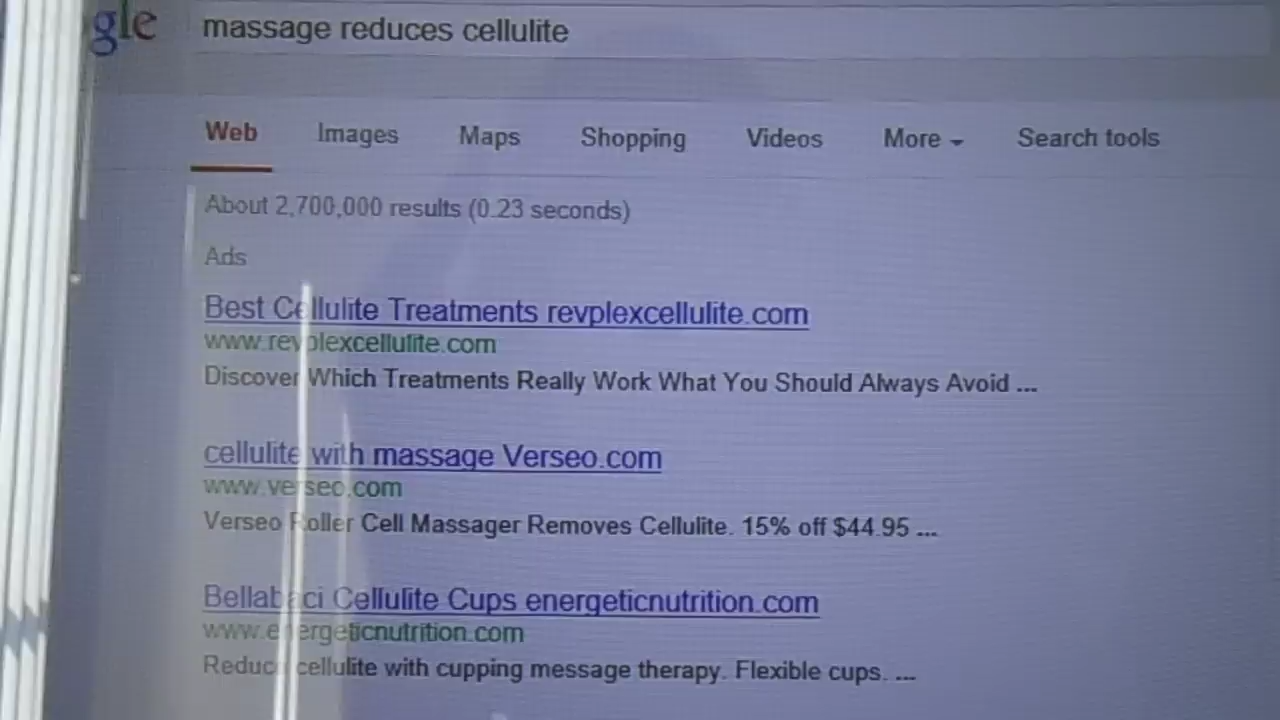 gle massage reduces cellulite
Web Images Maps Shopping Videos More Search tools
About 2,700,000 results (0.23 seconds)
Ads
Best Cellulite Treatments revplexcellulite.com
www.revplexcellulite.com
Discover Which Treatments Really Work What You Should Always Avoid ...
cellulite with massage Verseo.com
www.verseo.com
Verseo Roller Cell Massager Removes Cellulite. 15% off $44.95 ...
Bellabaci Cellulite Cups energeticnutrition.com
www.energeticnutrition.com
Reduce cellulite with cupping message therapy. Flexible cups. ...